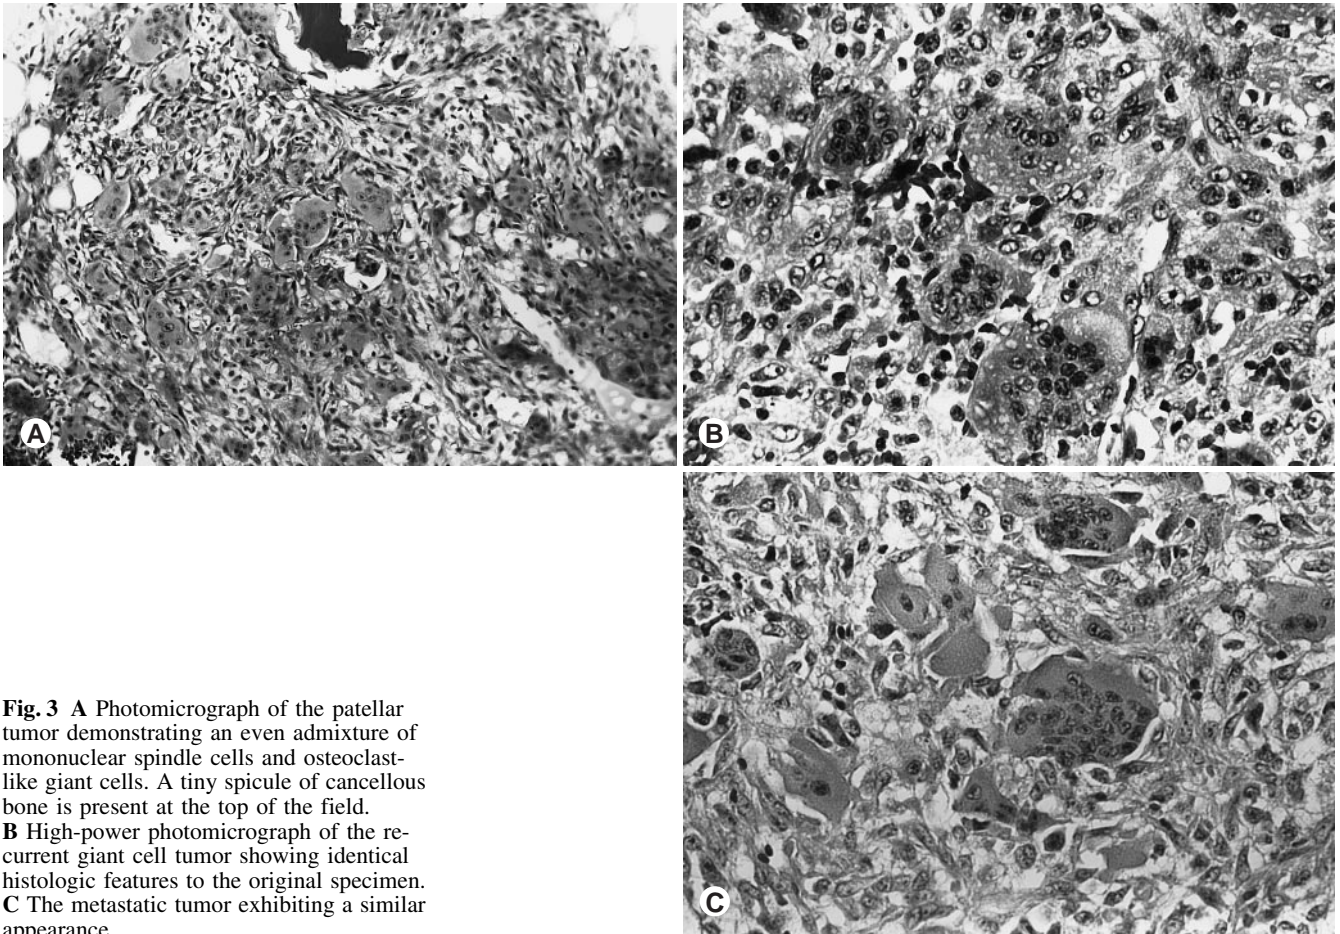 A
B
C
Fig. 3 A Photomicrograph of the patellar
tumor demonstrating an even admixture of
mononuclear spindle cells and osteoclast-
like giant cells. A tiny spicule of cancellous
bone is present at the top of the field.
B High-power photomicrograph of the re-
current giant cell tumor showing identical
histologic features to the original specimen.
C The metastatic tumor exhibiting a similar
appearance